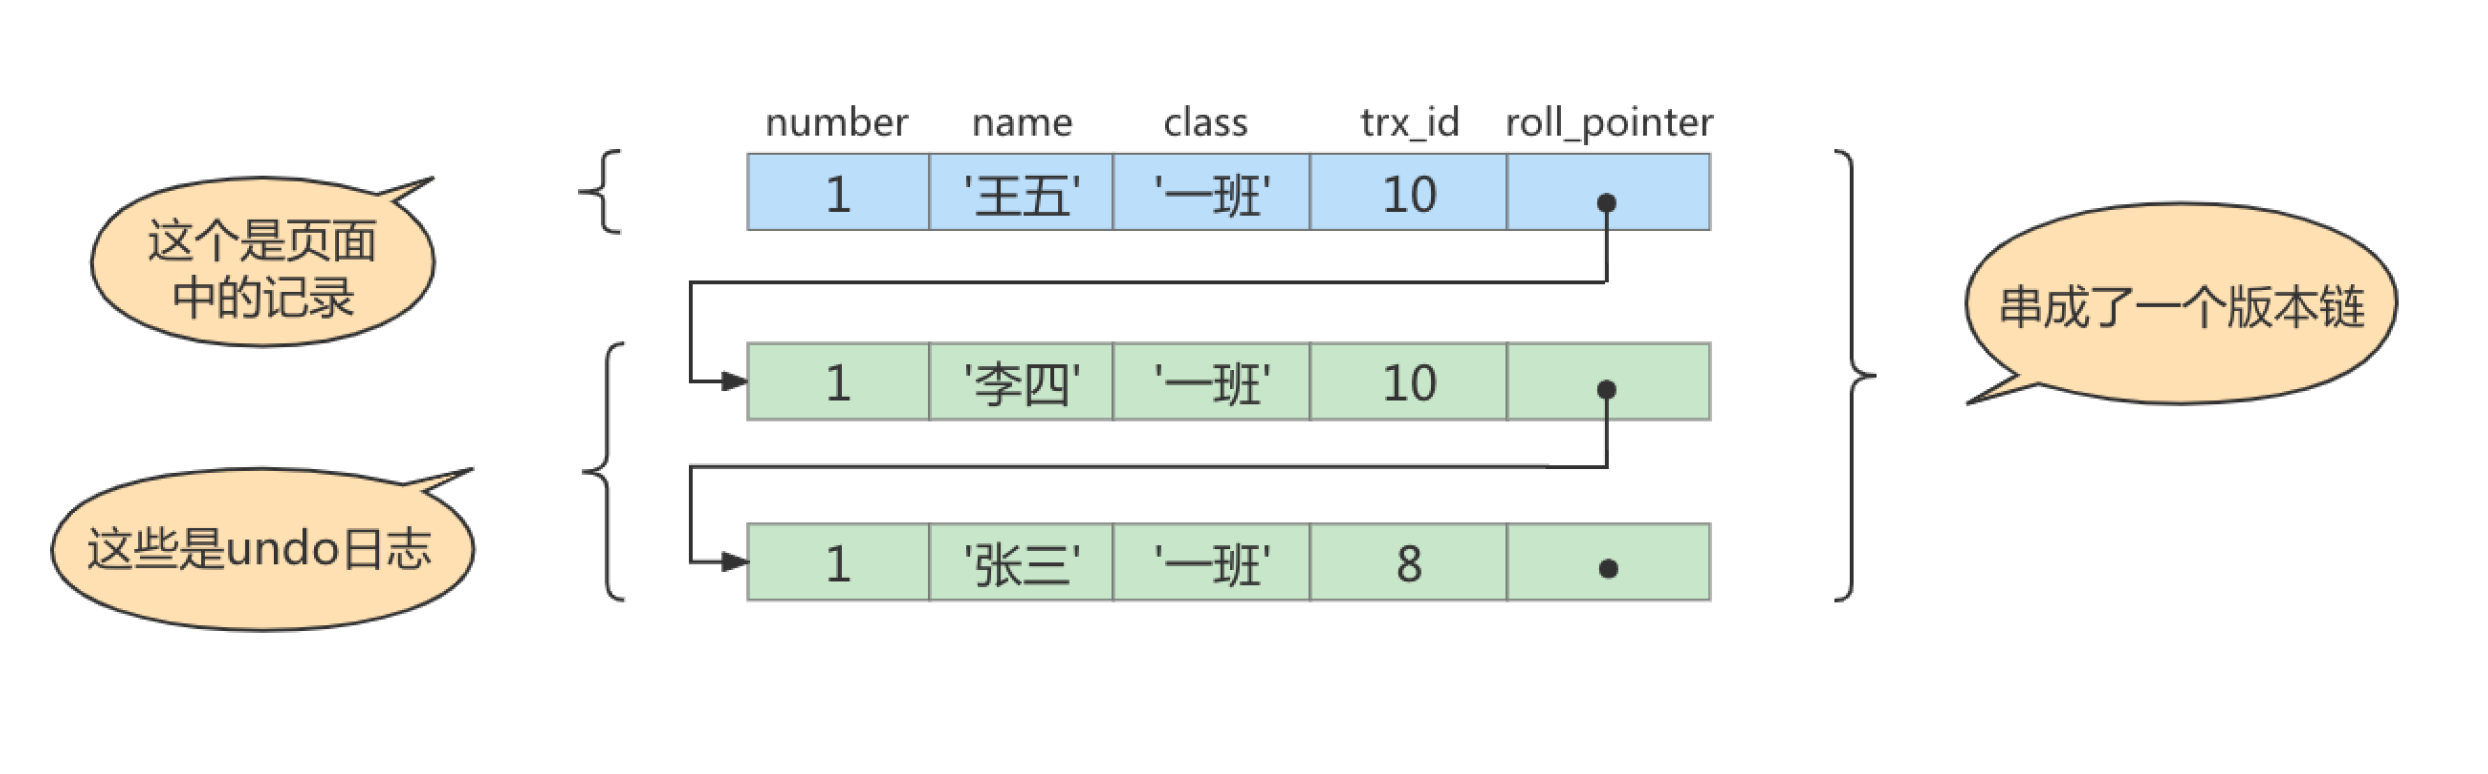 number name class trx_id roll_pointer
1 '王五' '一班' 10
这个是页面
中的记录
串成了一个版本链
1 '李四' '一班' 10
这些是undo日志
1 '张三' '一班' 8